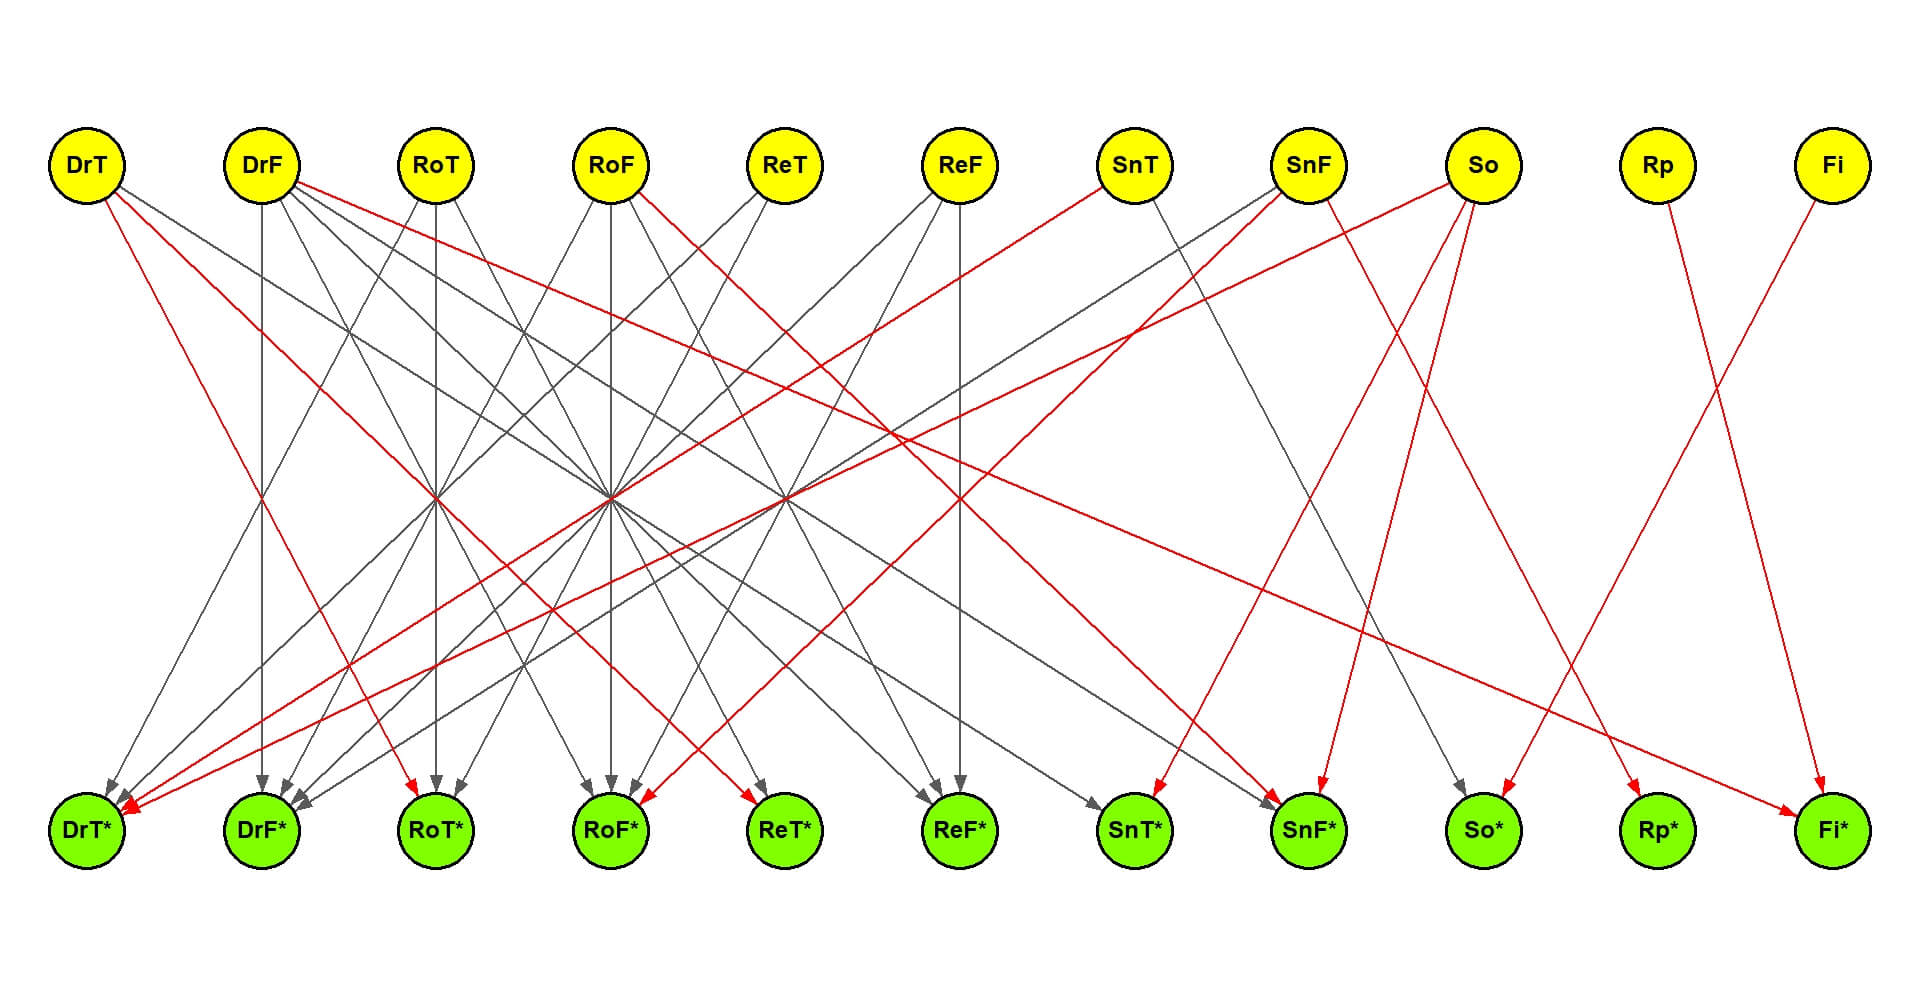 DrT DrF RoT RoF ReT ReF SnT SnF So Rp Fi
DrT* DrF* RoT* RoF* ReT* ReF* SnT* SnF* So* Rp* Fi*